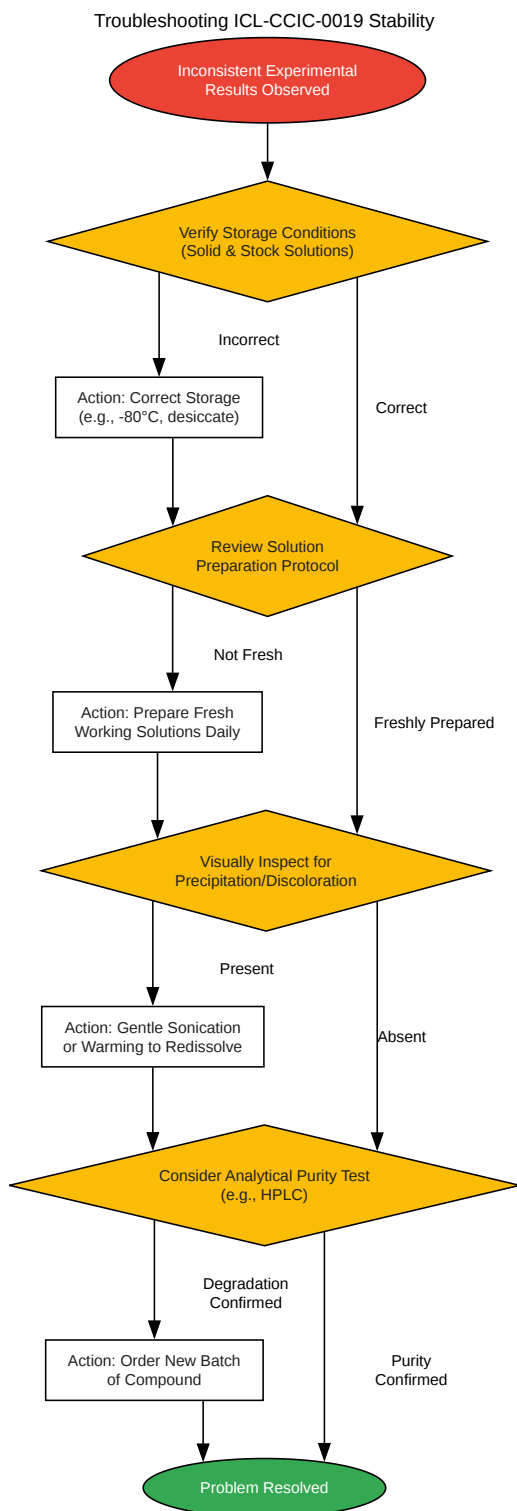 Troubleshooting ICL-CCIC-0019 Stability
Inconsistent Experimental
Results Observed
Verify Storage Conditions
(Solid & Stock Solutions)
Incorrect
Action: Correct Storage
(e.g., -80°C, desiccate)
Correct
Review Solution
Preparation Protocol
Not Fresh
Action: Prepare Fresh
Working Solutions Daily
Freshly Prepared
Visually Inspect for
Precipitation/Discoloration
Present
Action: Gentle Sonication
or Warming to Redissolve
Absent
Consider Analytical Purity Test
(e.g., HPLC)
Degradation
Confirmed
Action: Order New Batch
of Compound
Purity
Confirmed
Problem Resolved